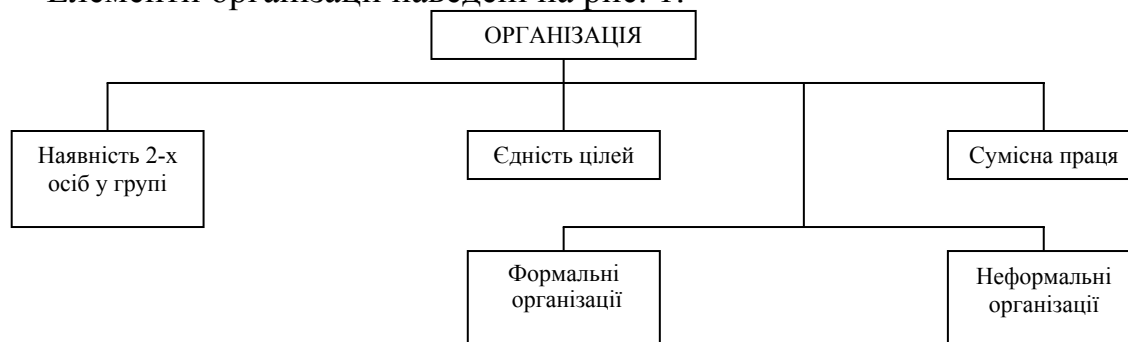 Елементи організації наведені на рис. 1.
ОРГАНІЗАЦІЯ
Наявність 2-х
осіб у групі
Єдність цілей
Сумісна праця
Формальні
організації
Неформальні
організації